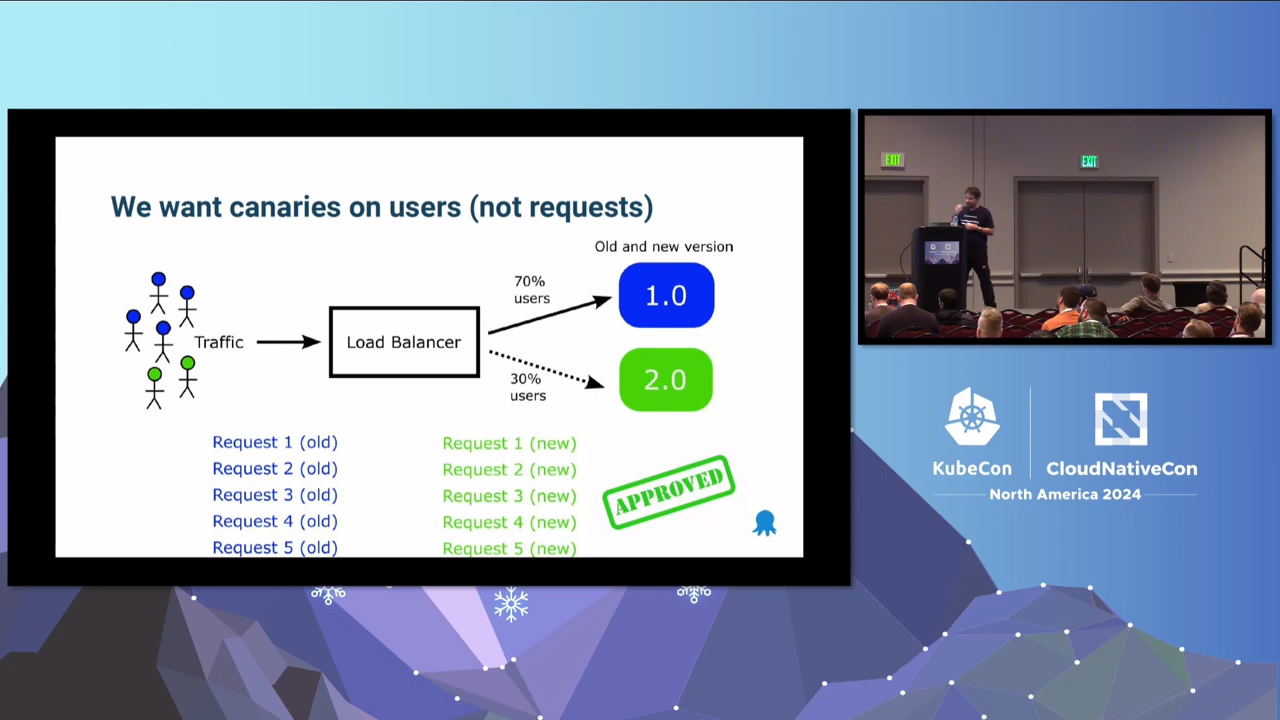 We want canaries on users (not requests)
Old and new version
70%
users
1.0
Traffic
Load Balancer
30%
users
2.0
Request 1 (old)
Request 2 (old)
Request 3 (old)
Request 4 (old)
Request 5 (old)
Request 1 (new)
Request 2 (new)
Request 3 (new)
Request 4 (new)
Request 5 (new)
APPROVED
EXIT
EXIT
KubeCon
CloudNativeCon
North America 2024